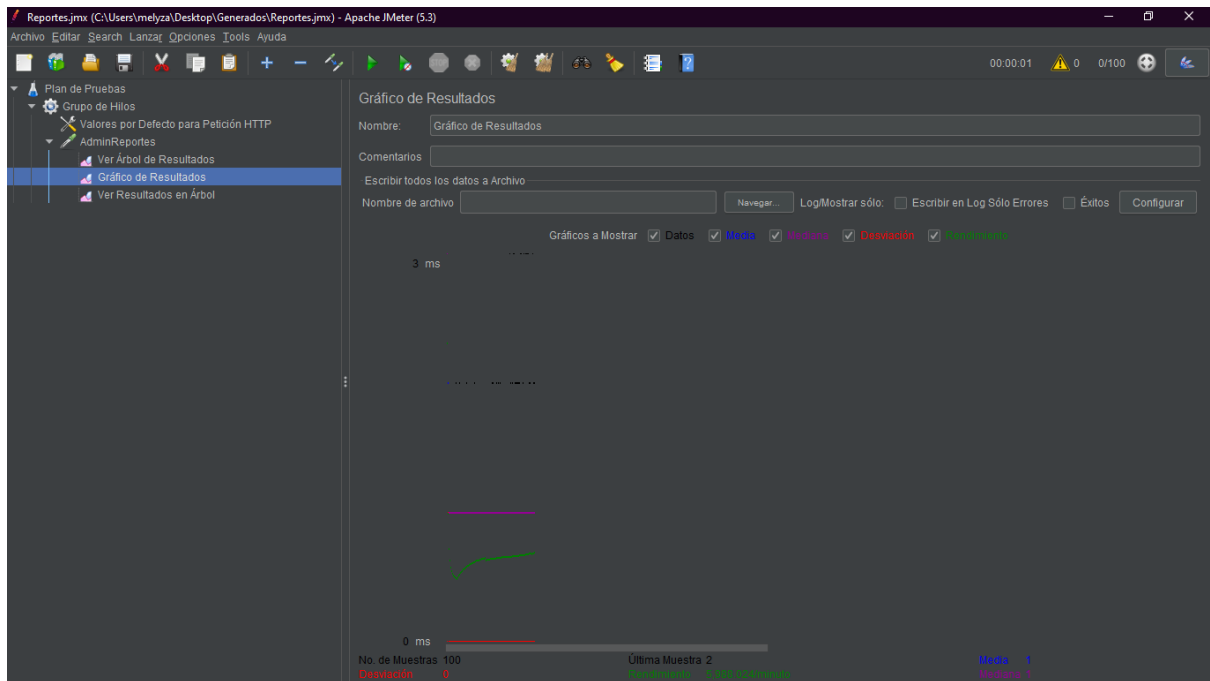 Reportes.jmx (C:\Users\melyza\Desktop\Generados\Reportes.jmx) - Apache JMeter (5.3)
Archivo Editar Search Lanzar Opciones Tools Ayuda
00:00:01 0 0/100
Plan de Pruebas
Grupo de Hilos
Valores por Defecto para Petición HTTP
AdminReportes
Ver Árbol de Resultados
Gráfico de Resultados
Ver Resultados en Árbol
Gráfico de Resultados
Nombre: Gráfico de Resultados
Comentarios
Escribir todos los datos a Archivo
Nombre de archivo Navegar... Log/Mostrar sólo: Escribir en Log Sólo Errores Éxitos Configurar
Gráficos a Mostrar Datos Media Mediana Desviación Rendimiento
3 ms
0 ms
No. de Muestras 100 Última Muestra 2 Media 1
Desviación 0 Rendimiento Mediana